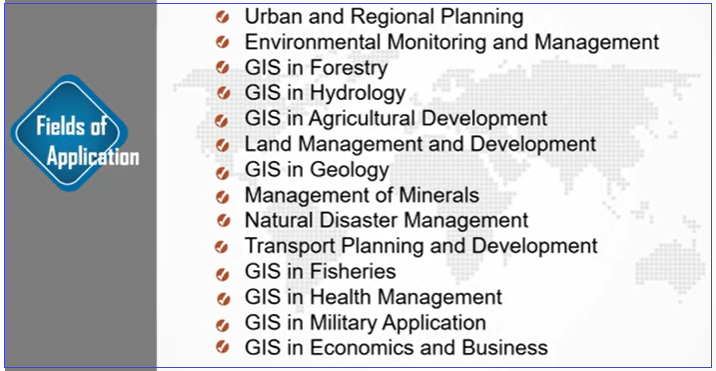 Fields of
Application
Urban and Regional Planning
Environmental Monitoring and Management
GIS in Forestry
GIS in Hydrology
GIS in Agricultural Development
Land Management and Development
GIS in Geology
Management of Minerals
Natural Disaster Management
Transport Planning and Development
GIS in Fisheries
GIS in Health Management
GIS in Military Application
GIS in Economics and Business